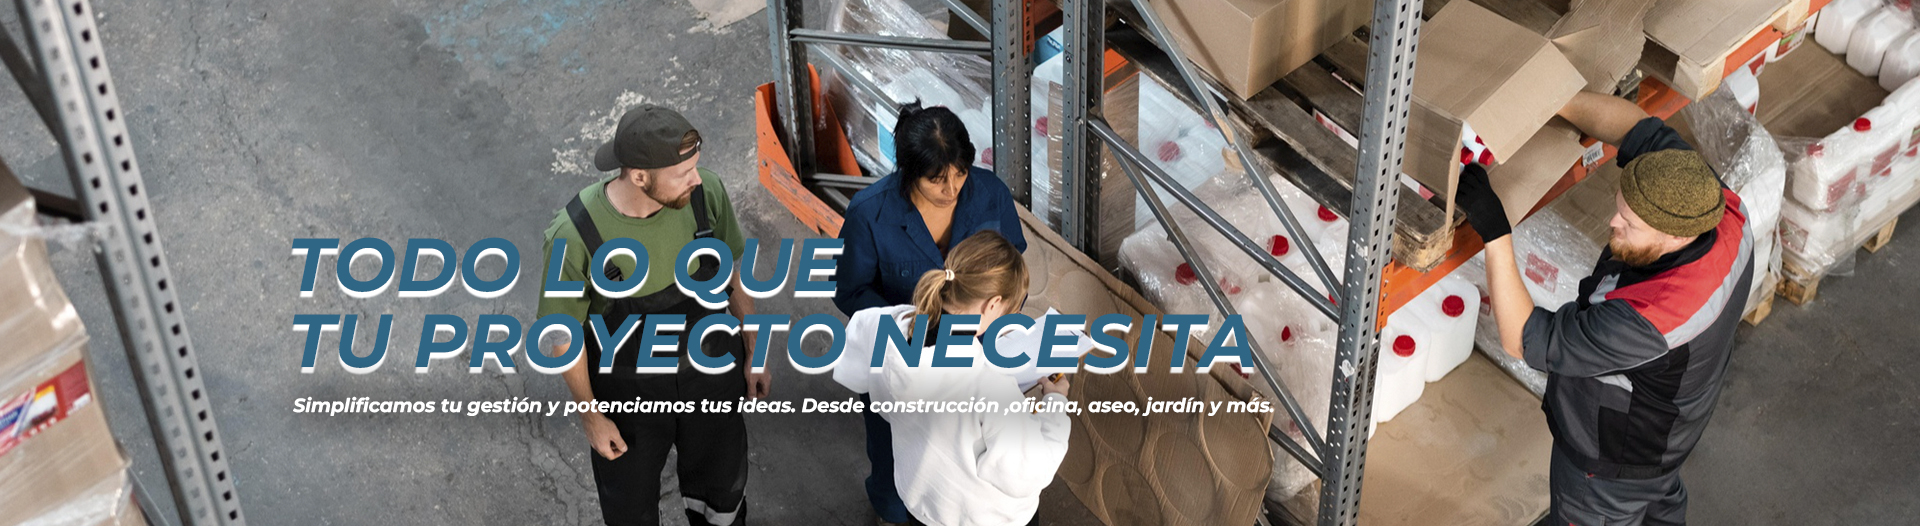 TODO LO QUE
TU PROYECTO NECESITA
Simplificamos tu gestión y potenciamos tus ideas. Desde construcción ,oficina, aseo, jardín y más.